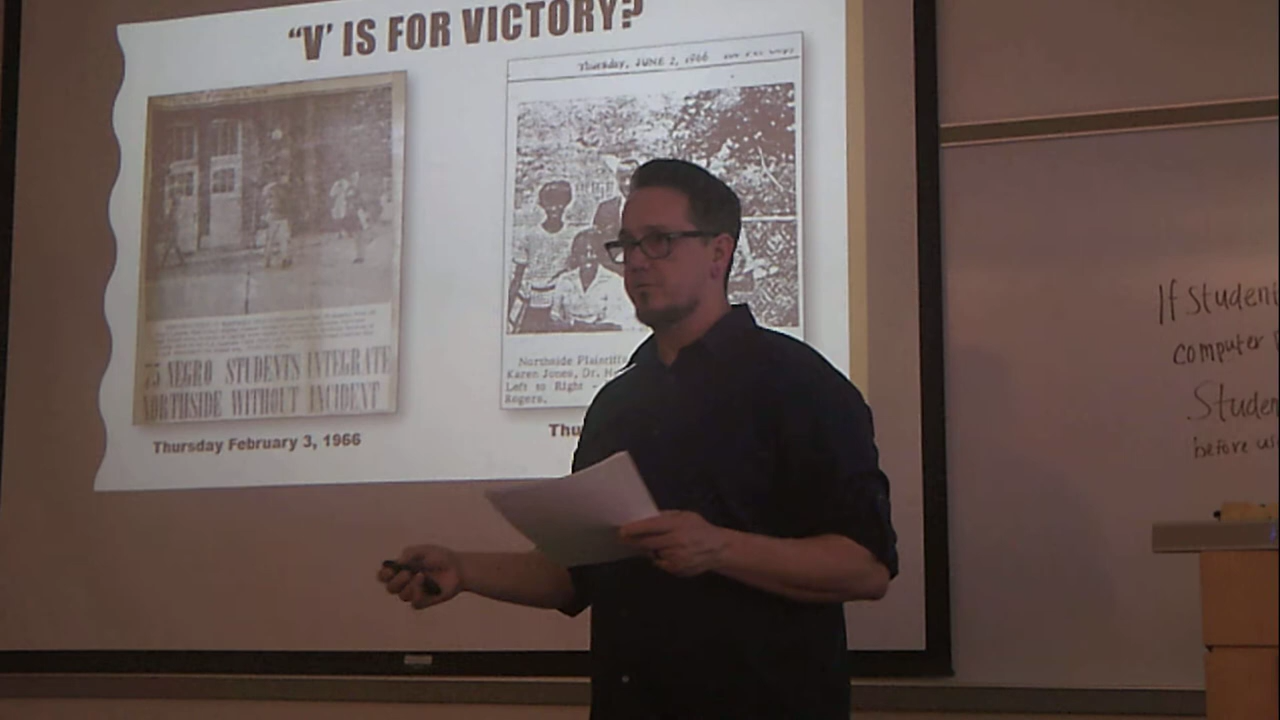 "V' IS FOR VICTORY?
75 NEGRO STUDENTS INTEGRATE
NORTHSIDE WITHOUT INCIDENT
Thursday February 3, 1966
Thursday, JUNE 2, 1966
Northside Plaintiffs
Karen Jones, Dr. H
Left to Right -
Rogers.
Thu
If Student
computer
Studen
before us